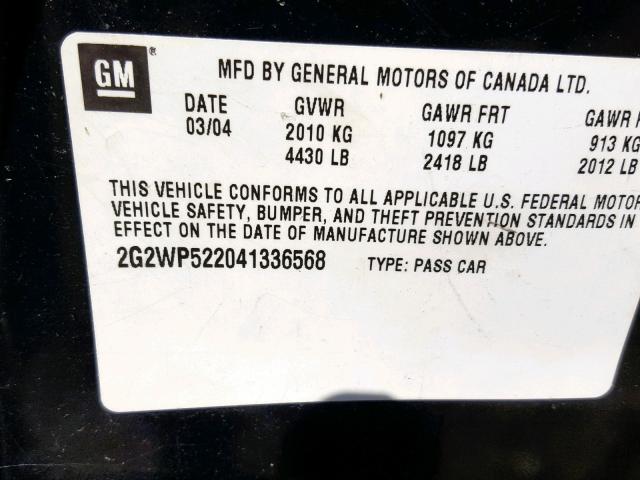 GM ®
MFD BY GENERAL MOTORS OF CANADA LTD.
DATE GVWR GAWR FRT GAWR
03/04 2010 KG 1097 KG 913 KG
4430 LB 2418 LB 2012 LB
THIS VEHICLE CONFORMS TO ALL APPLICABLE U.S. FEDERAL MOTOR
VEHICLE SAFETY, BUMPER, AND THEFT PREVENTION STANDARDS IN
EFFECT ON THE DATE OF MANUFACTURE SHOWN ABOVE.
2G2WP522041336568 TYPE: PASS CAR